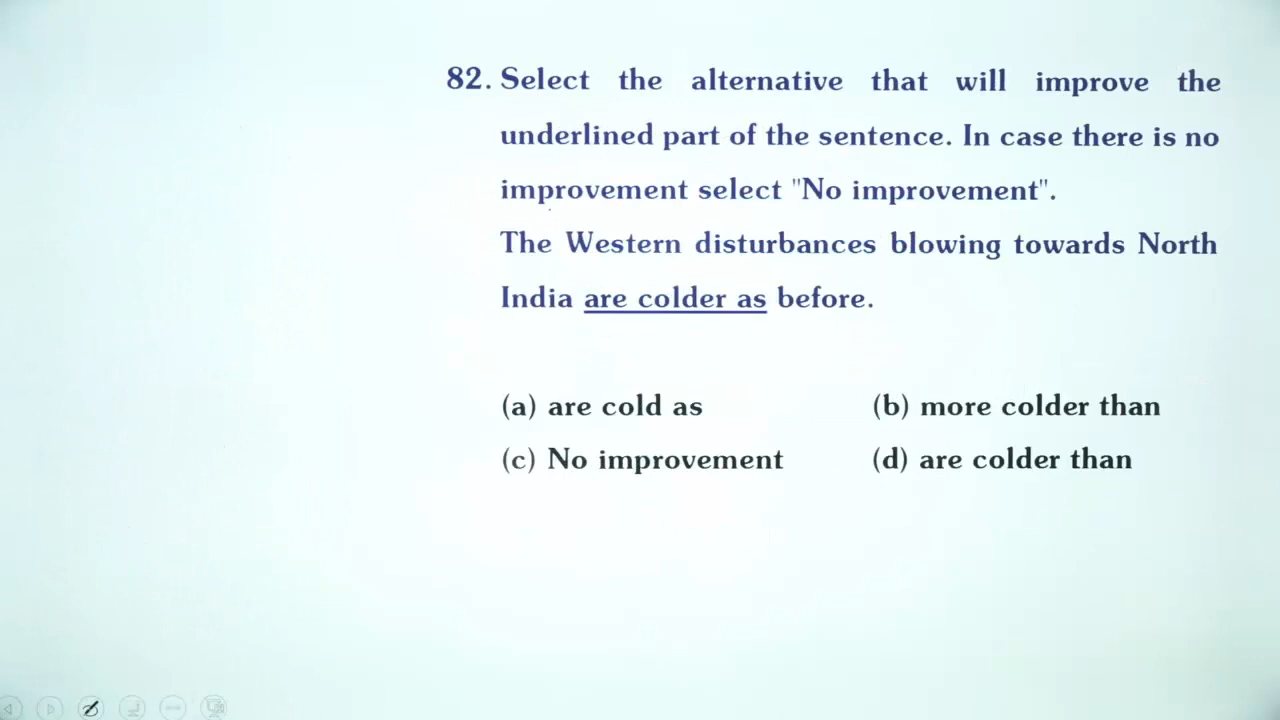 82. Select the alternative that will improve the
underlined part of the sentence. In case there is no
improvement select "No improvement".
The Western disturbances blowing towards North
India are colder as before.
(a) are cold as (b) more colder than
(c) No improvement (d) are colder than